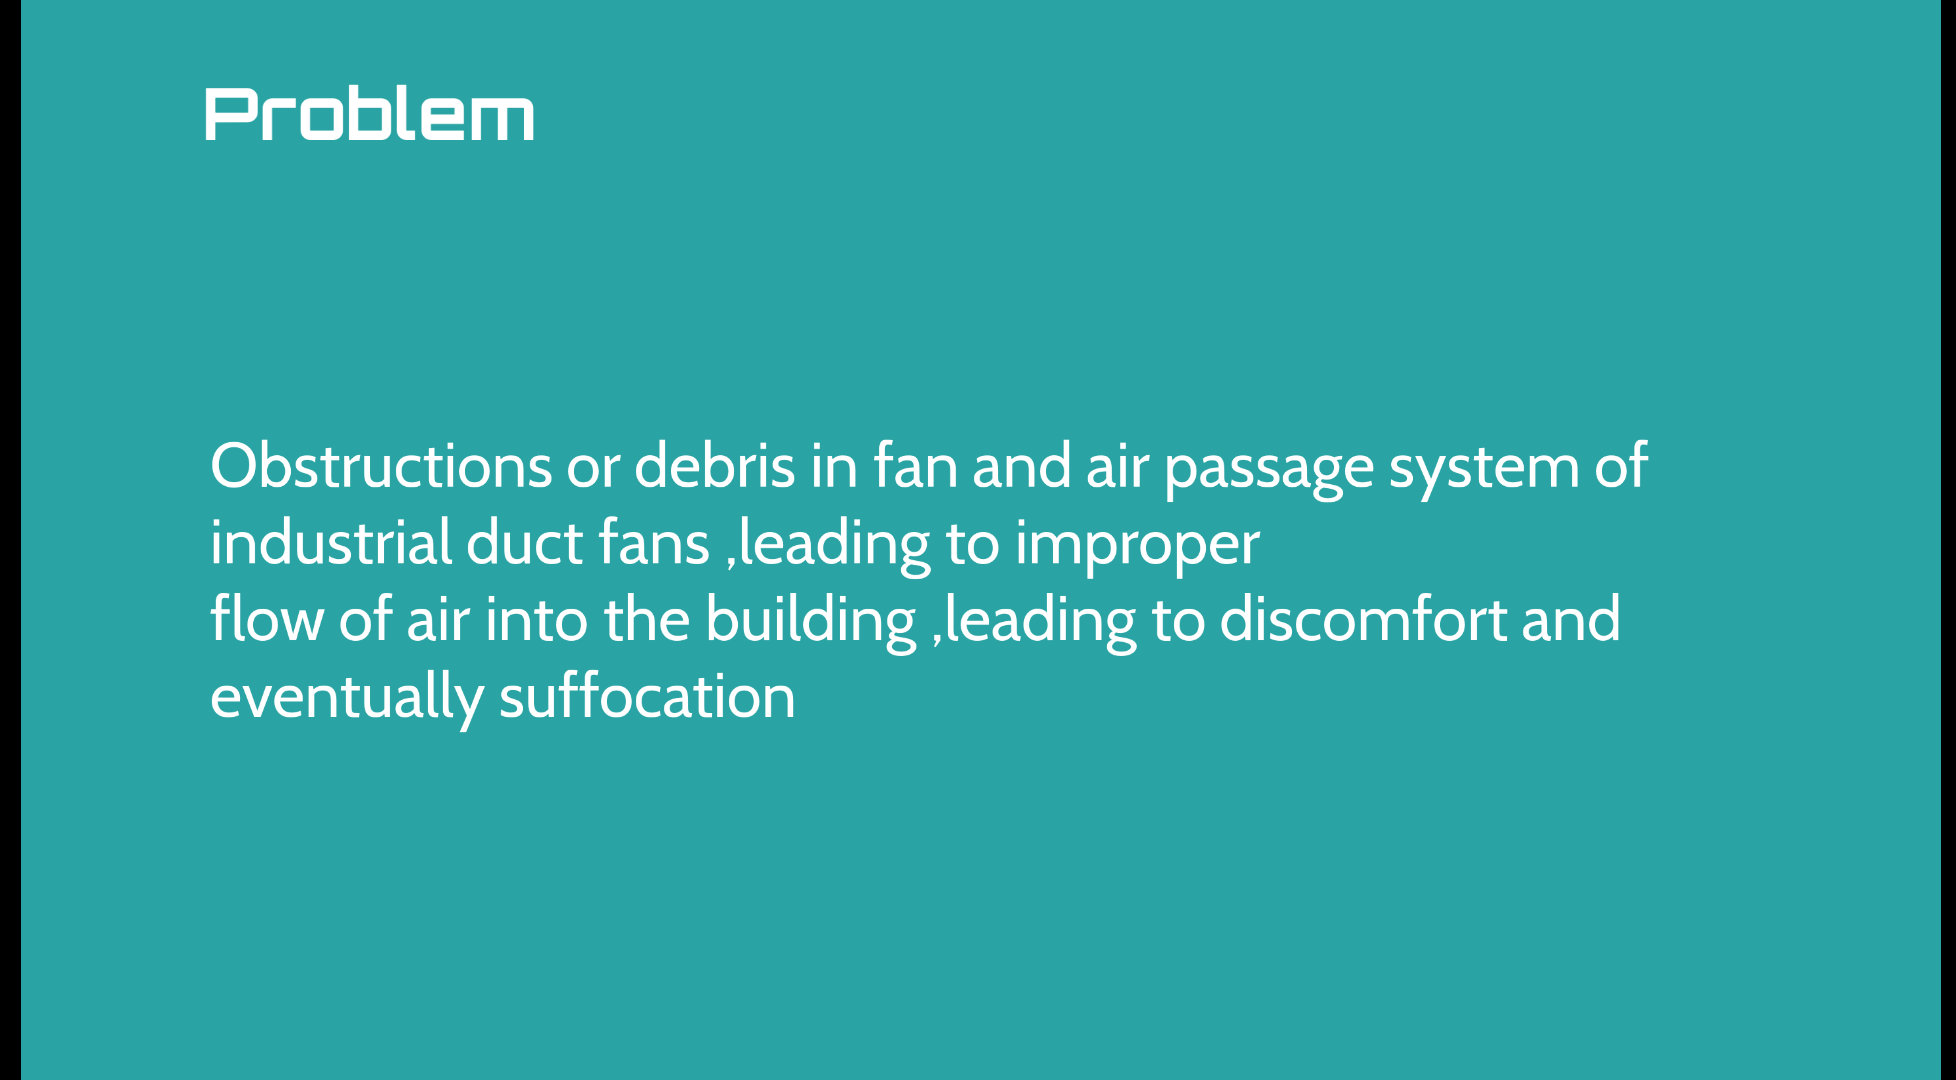 Problem
Obstructions or debris in fan and air passage system of
industrial duct fans ,leading to improper
flow of air into the building ,leading to discomfort and
eventually suffocation